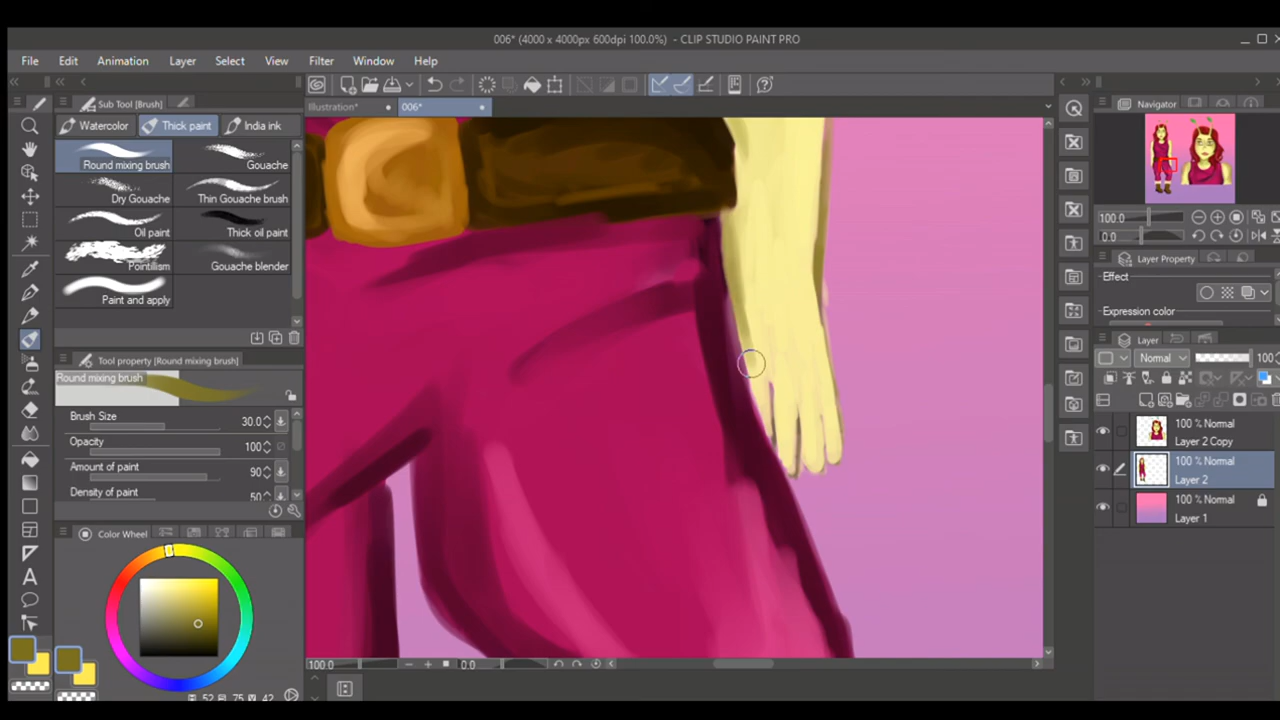 006* (4000 x 4000px 600dpi 100.0%) - CLIP STUDIO PAINT PRO
File Edit Animation Layer Select View Filter Window Help
Sub Tool [Brush]
Illustration*
006*
Watercolor Thick paint India ink
Round mixing brush
Gouache
Dry Gouache
Thin Gouache brush
Oil paint
Thick oil paint
Pointillism
Gouache blender
Paint and apply
Tool property [Round mixing brush]
Round mixing brush
Brush Size 30.0
Opacity 100
Amount of paint 90
Density of paint 50
Color Wheel
52 75 42
100.0 0.0
Navigator
100.0
0.0
Layer Property
Effect
Expression color
Layer
Normal 100
100 % Normal
Layer 2 Copy
100 % Normal
Layer 2
100 % Normal
Layer 1
A